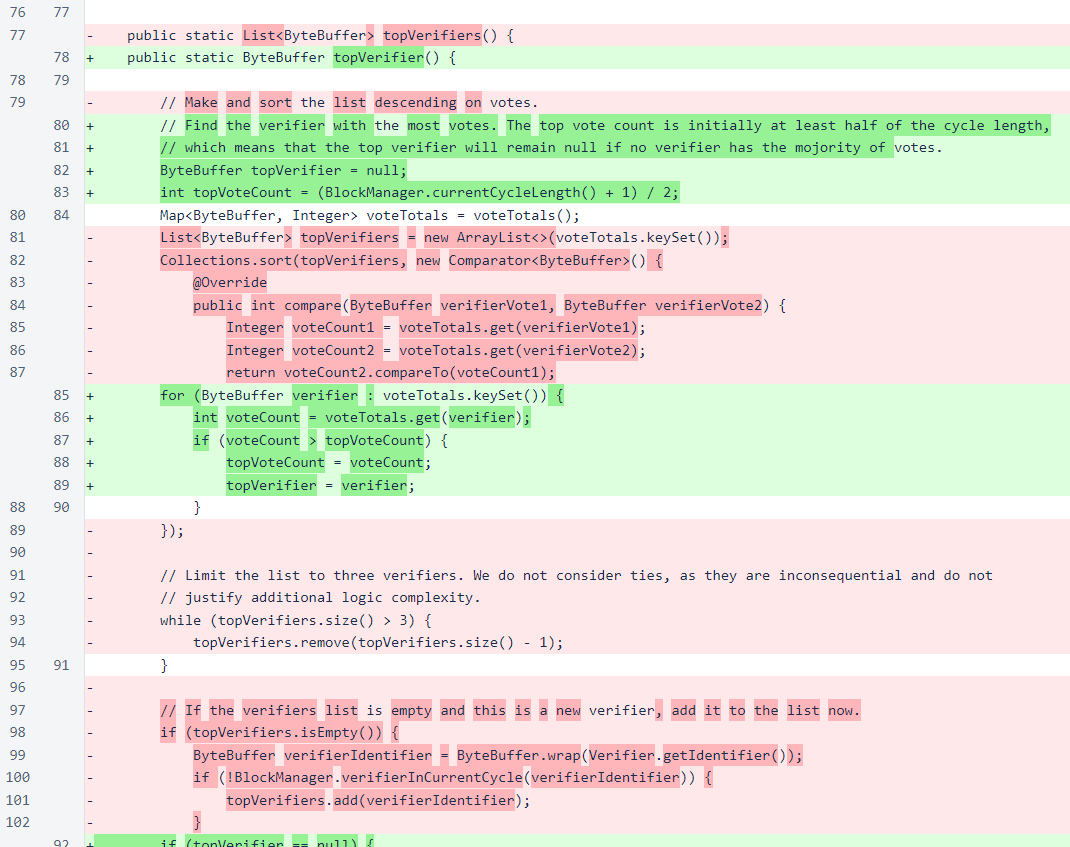 76 77
77 - public static List<ByteBuffer> topVerifiers() {
78 + public static ByteBuffer topVerifier() {
78 79
79 - // Make and sort the list descending on votes.
80 + // Find the verifier with the most votes. The top vote count is initially at least half of the cycle length,
81 + // which means that the top verifier will remain null if no verifier has the mojority of votes.
82 + ByteBuffer topVerifier = null;
83 + int topVoteCount = (BlockManager.currentCycleLength() + 1) / 2;
80 84 Map<ByteBuffer, Integer> voteTotals = voteTotals();
81 - List<ByteBuffer> topVerifiers = new ArrayList<>(voteTotals.keySet());
82 - Collections.sort(topVerifiers, new Comparator<ByteBuffer>() {
83 - @Override
84 - public int compare(ByteBuffer verifierVote1, ByteBuffer verifierVote2) {
85 - Integer voteCount1 = voteTotals.get(verifierVote1);
86 - Integer voteCount2 = voteTotals.get(verifierVote2);
87 - return voteCount2.compareTo(voteCount1);
85 + for (ByteBuffer verifier : voteTotals.keySet()) {
86 + int voteCount = voteTotals.get(verifier);
87 + if (voteCount > topVoteCount) {
88 + topVoteCount = voteCount;
89 + topVerifier = verifier;
88 90 }
89 - });
90 -
91 - // Limit the list to three verifiers. We do not consider ties, as they are inconsequential and do not
92 - // justify additional logic complexity.
93 - while (topVerifiers.size() > 3) {
94 - topVerifiers.remove(topVerifiers.size() - 1);
95 91 }
96 -
97 - // If the verifiers list is empty and this is a new verifier, add it to the list now.
98 - if (topVerifiers.isEmpty()) {
99 - ByteBuffer verifierIdentifier = ByteBuffer.wrap(Verifier.getIdentifier());
100 - if (!BlockManager.verifierInCurrentCycle(verifierIdentifier)) {
101 - topVerifiers.add(verifierIdentifier);
102 - }
92 + if (topVerifier == null) {